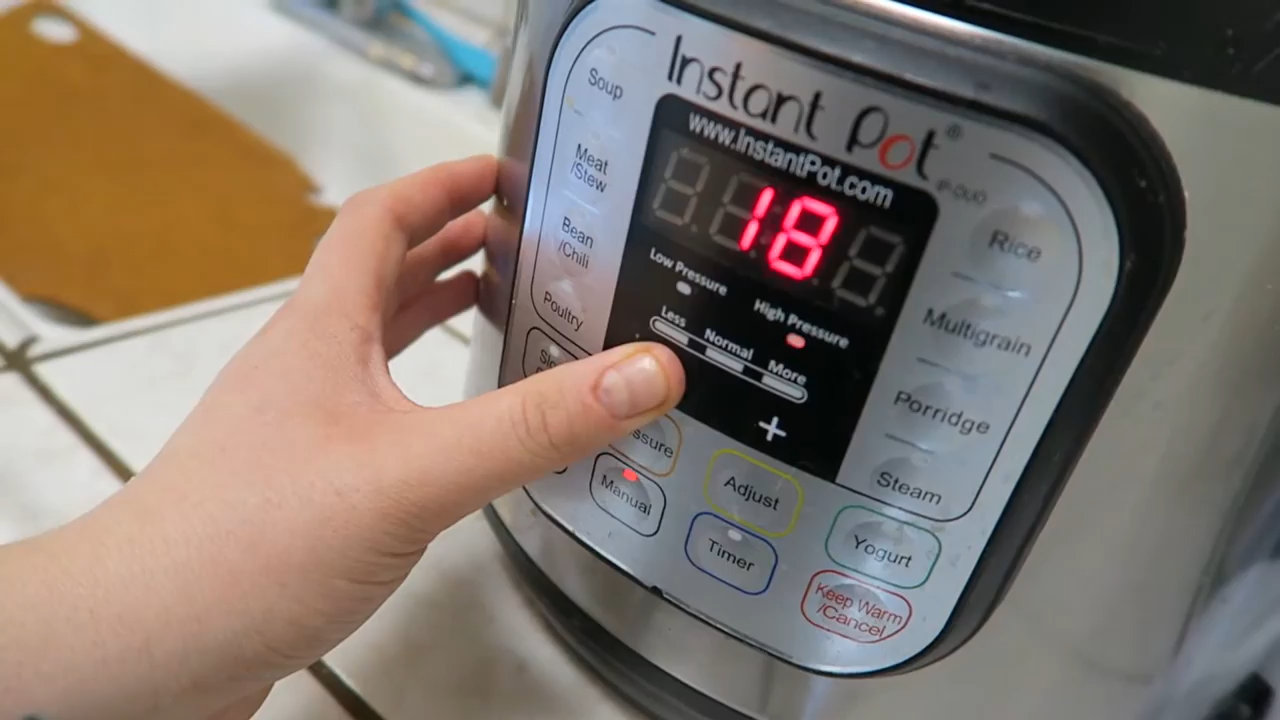 Instant Pot®
IP-DUO
www.InstantPot.com
18
Low Pressure
High Pressure
Less
Normal
More
+
Soup
Meat
/Stew
Bean
/Chili
Poultry
Rice
Multigrain
Porridge
Steam
Manual
Adjust
Timer
Yogurt
Keep Warm
/Cancel